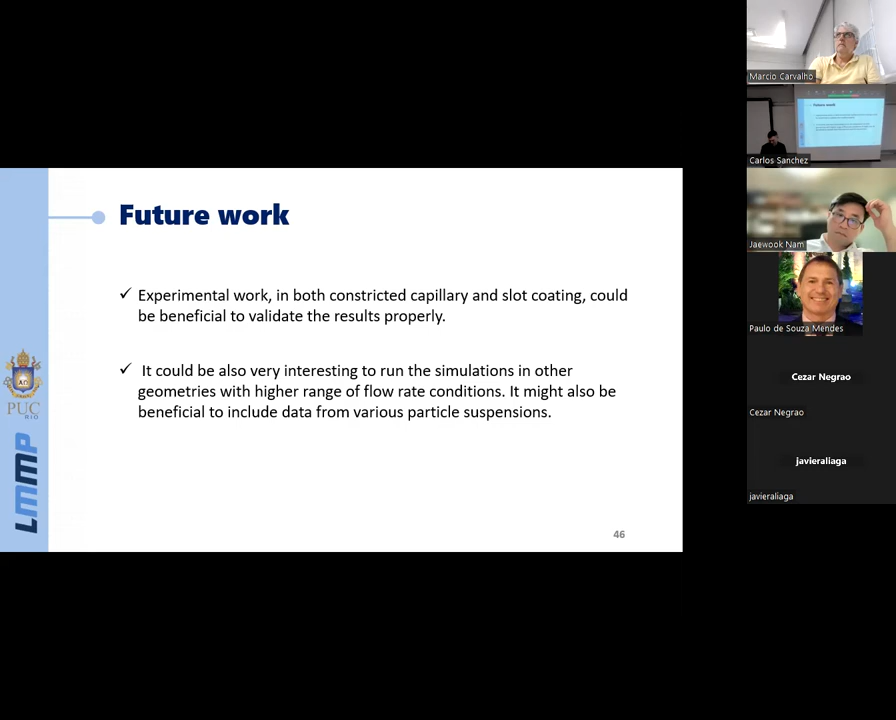 Future work
✓ Experimental work, in both constricted capillary and slot coating, could
be beneficial to validate the results properly.
✓ It could be also very interesting to run the simulations in other
geometries with higher range of flow rate conditions. It might also be
beneficial to include data from various particle suspensions.
46
PUC
RIO
LMMP
Marcio Carvalho
Future work
Carlos Sanchez
Jaewook Nam
Paulo de Souza Mendes
Cezar Negrao
Cezar Negrao
javieraliaga
javieraliaga